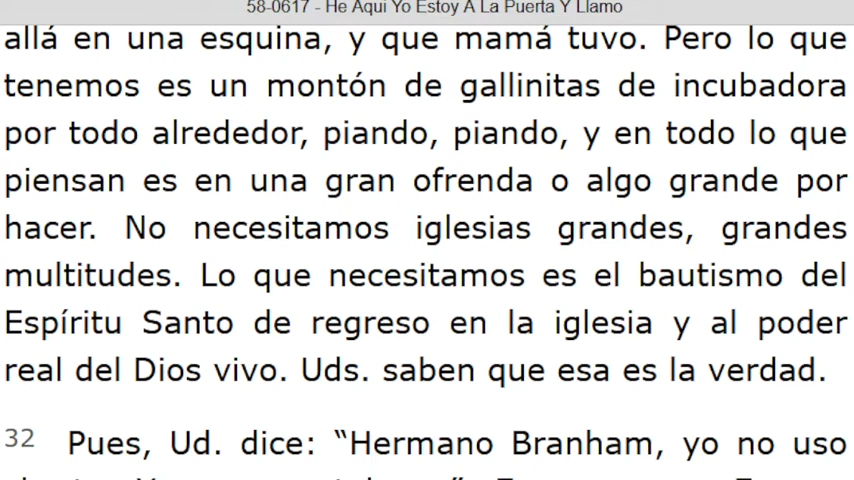 58-0617 - He Aquí Yo Estoy A La Puerta Y Llamo
allá en una esquina, y que mamá tuvo. Pero lo que
tenemos es un montón de gallinitas de incubadora
por todo alrededor, piando, piando, y en todo lo que
piensan es en una gran ofrenda o algo grande por
hacer. No necesitamos iglesias grandes, grandes
multitudes. Lo que necesitamos es el bautismo del
Espíritu Santo de regreso en la iglesia y al poder
real del Dios vivo. Uds. saben que esa es la verdad.
32 Pues, Ud. dice: “Hermano Branham, yo no uso